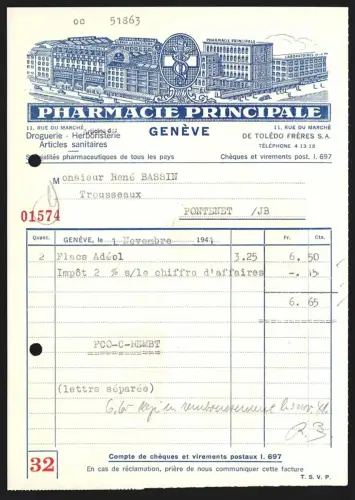 oo 51863
PHARMACIE PRINCIPALE
PHARMACIE PRINCIPALE
11, RUE DU MARCHÉ
GENÈVE
11, RUE DU MARCHÉ
Droguerie - Herboristerie
DE TOLÉDO FRÈRES S.A.
Articles sanitaires
TÉLÉPHONE 4 13 18
Spécialités pharmaceutiques de tous les pays
Chèques et virements post. I. 697
Monsieur René BASSIN
Trousseaux
01574
PONTENET /JB
Quant.
GENÈVE, le 1 Novembre 194
Fr.
Cts.
2 Flacs Adéol 3.25 6. 50
Impôt 2 % s/le chiffre d'affaires -. 15
6. 65
FCO-C-REMBT
(lettre séparée)
R.B.
32
Compte de chèques et virements postaux I. 697
En cas de réclamation, prière de nous communiquer cette facture
T. S. V. P.